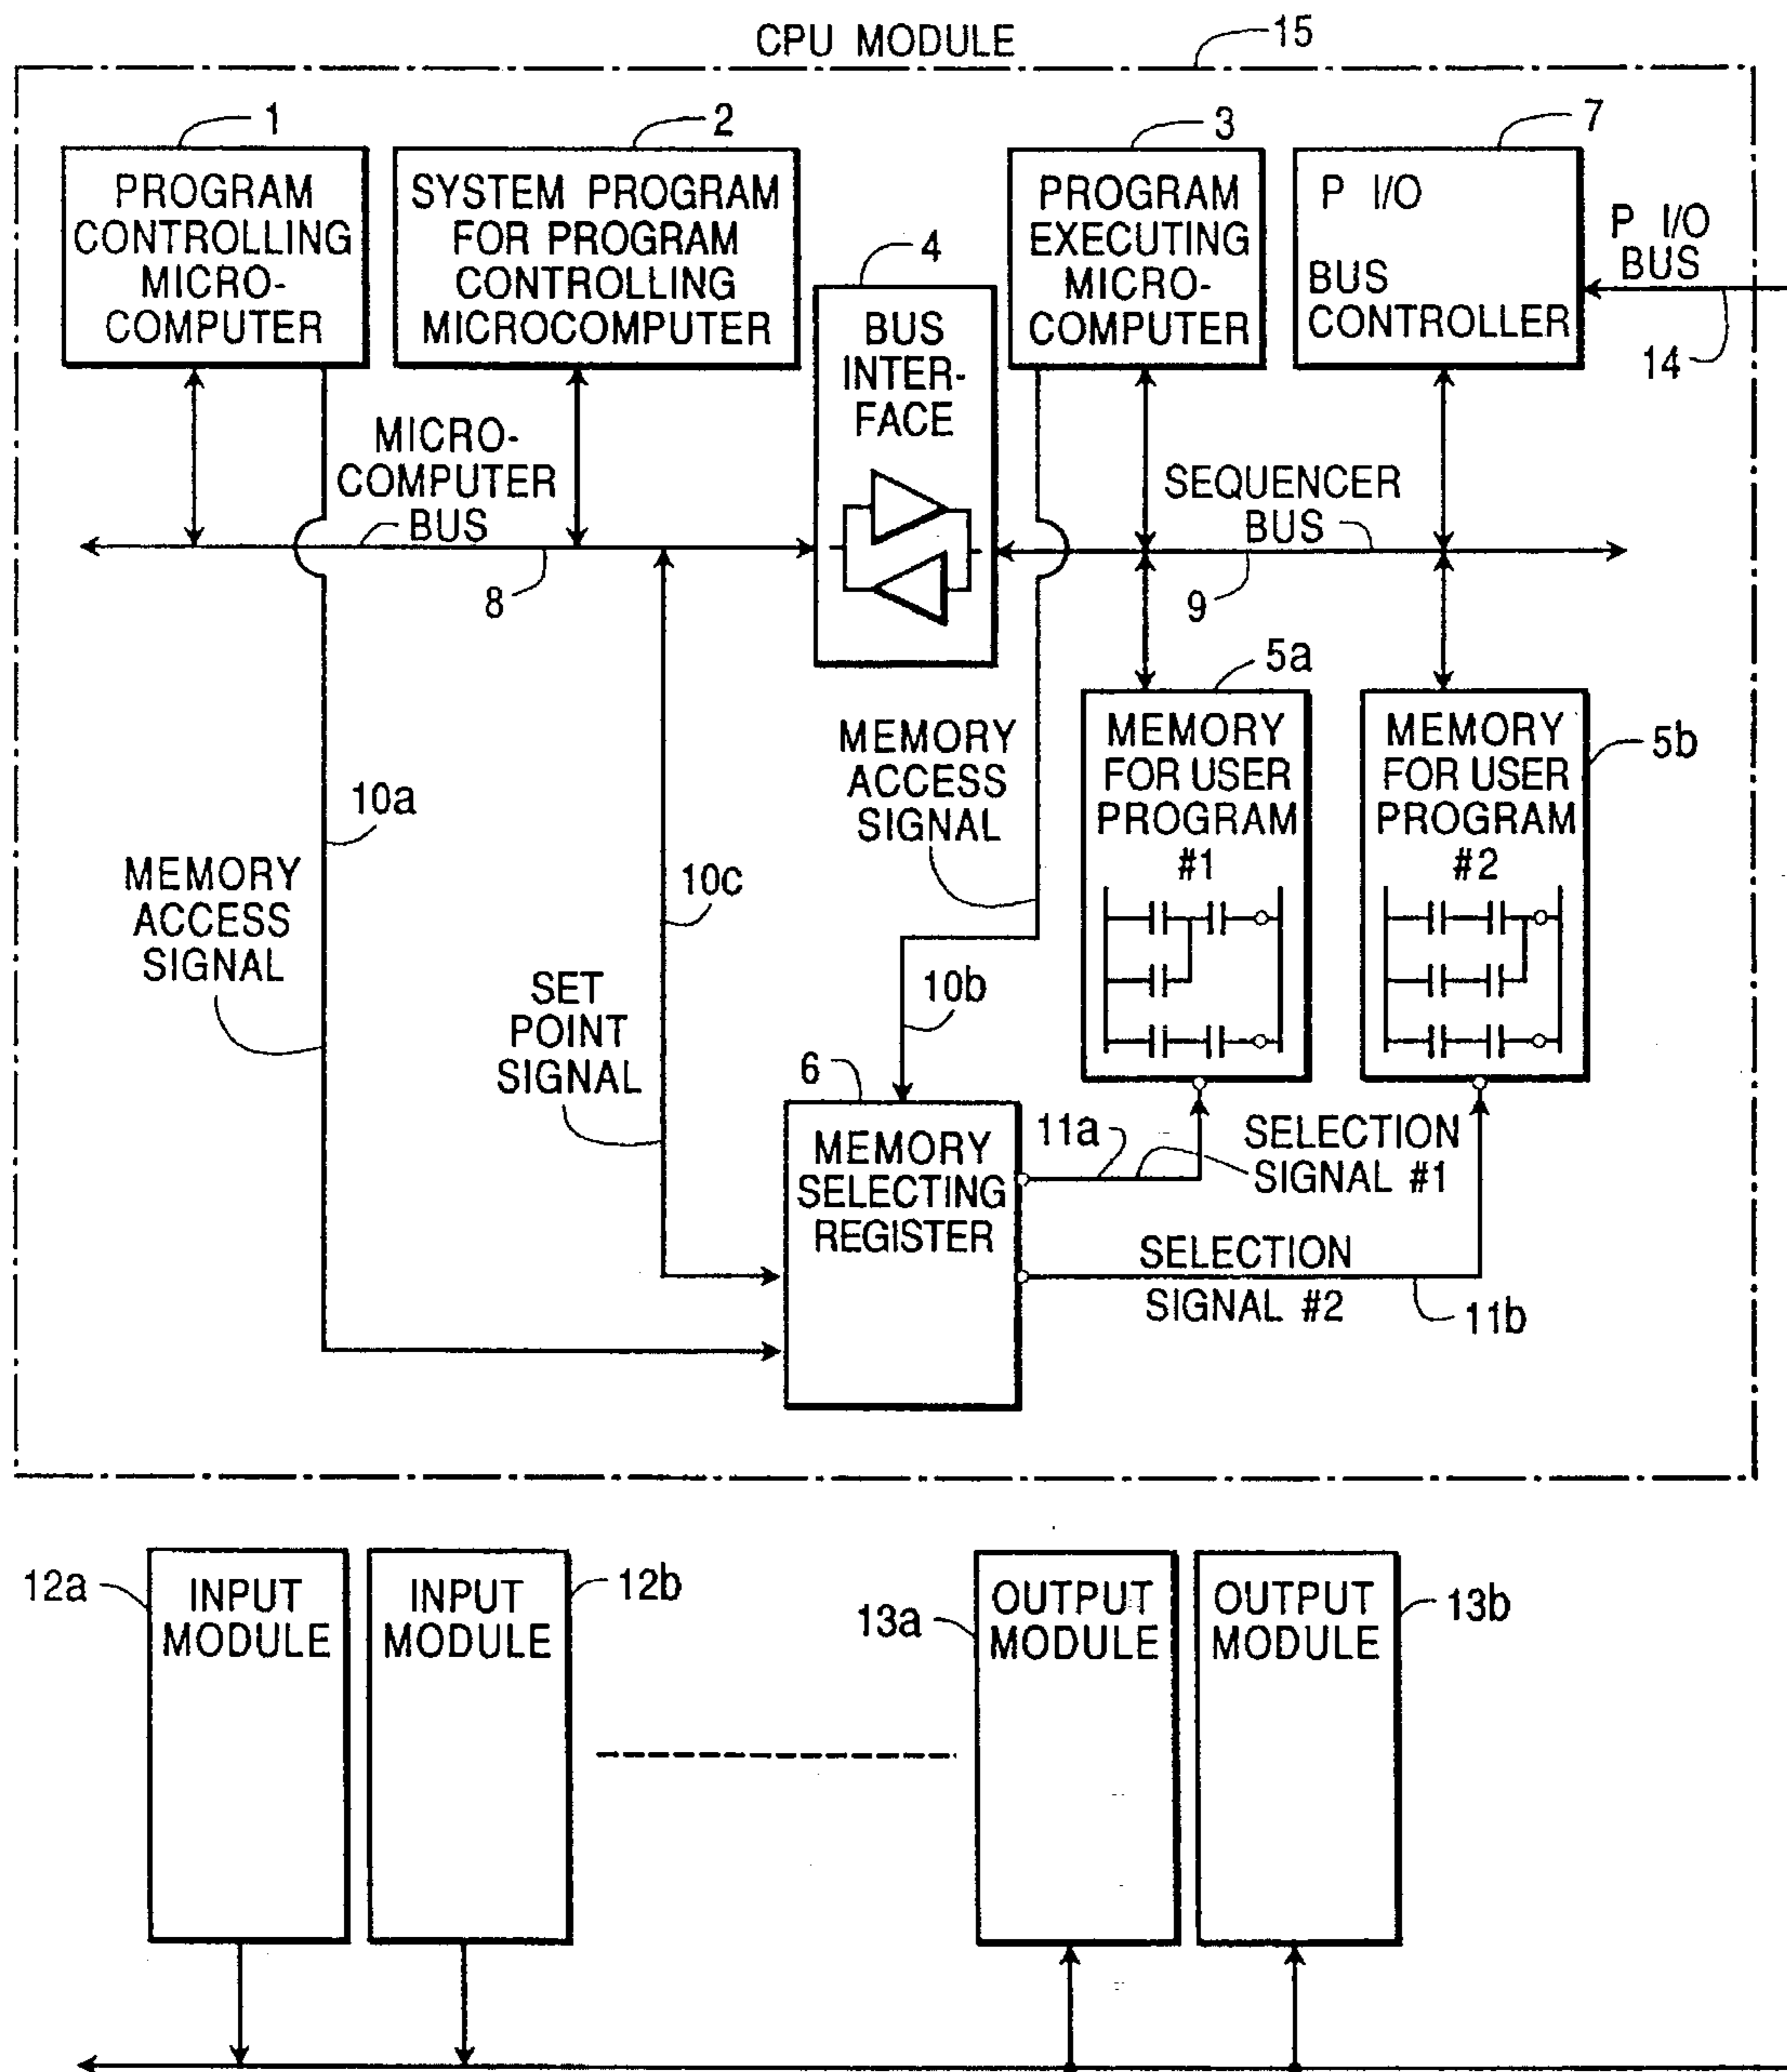 CPU MODULE
15
1
PROGRAM
CONTROLLING
MICRO-
COMPUTER
2
SYSTEM PROGRAM
FOR PROGRAM
CONTROLLING
MICROCOMPUTER
3
PROGRAM
EXECUTING
MICRO-
COMPUTER
7
P I/O
BUS
CONTROLLER
P I/O
BUS
14
4
BUS
INTER-
FACE
MICRO-
COMPUTER
BUS
8
SEQUENCER
BUS
9
5a
MEMORY
FOR USER
PROGRAM
#1
5b
MEMORY
FOR USER
PROGRAM
#2
10a
MEMORY
ACCESS
SIGNAL
10c
SET
POINT
SIGNAL
MEMORY
ACCESS
SIGNAL
10b
6
MEMORY
SELECTING
REGISTER
11a
SELECTION
SIGNAL #1
SELECTION
SIGNAL #2
11b
12a
INPUT
MODULE
INPUT
MODULE
12b
13a
OUTPUT
MODULE
OUTPUT
MODULE
13b